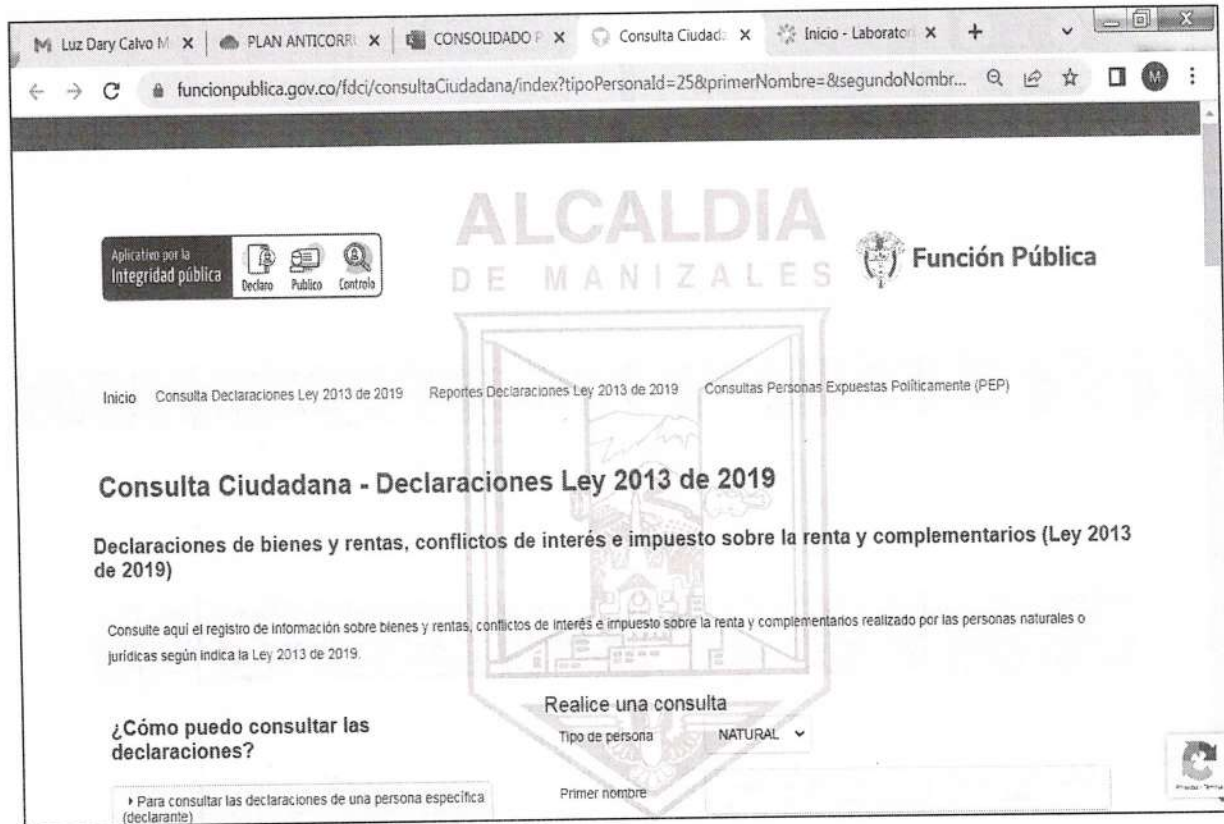 Luz Dary Calvo M
PLAN ANTICORR
CONSOLIDADO P
Consulta Ciudad
Inicio - Laborator
funcionpublica.gov.co/fdci/consultaCiudadana/index?tipoPersonaId=25&primerNombre=&segundoNombr...
M
ALCALDIA
DE MANIZALES
Aplicativo por la
Integridad pública
Declaro Publico Controlo
Función Pública
Inicio Consulta Declaraciones Ley 2013 de 2019 Reportes Declaraciones Ley 2013 de 2019 Consultas Personas Expuestas Políticamente (PEP)
Consulta Ciudadana - Declaraciones Ley 2013 de 2019
Declaraciones de bienes y rentas, conflictos de interés e impuesto sobre la renta y complementarios (Ley 2013
de 2019)
Consulte aquí el registro de información sobre bienes y rentas, conflictos de interés e impuesto sobre la renta y complementarios realizado por las personas naturales o
jurídicas según indica la Ley 2013 de 2019.
¿Cómo puedo consultar las
declaraciones?
Para consultar las declaraciones de una persona específica
(declarante)
Realice una consulta
Tipo de persona NATURAL
Primer nombre